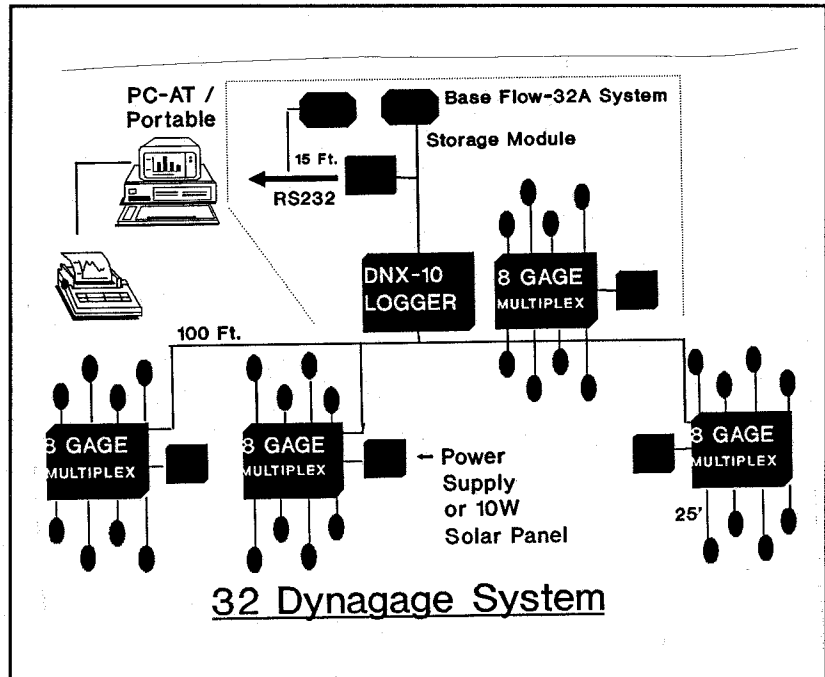 PC-AT /
Portable
Base Flow-32A System
Storage Module
15 Ft.
RS232
DNX-10
LOGGER
8 GAGE
MULTIPLEX
100 Ft.
8 GAGE
MULTIPLEX
8 GAGE
MULTIPLEX
8 GAGE
MULTIPLEX
← Power
Supply
or 10W
Solar Panel
25'
32 Dynagage System